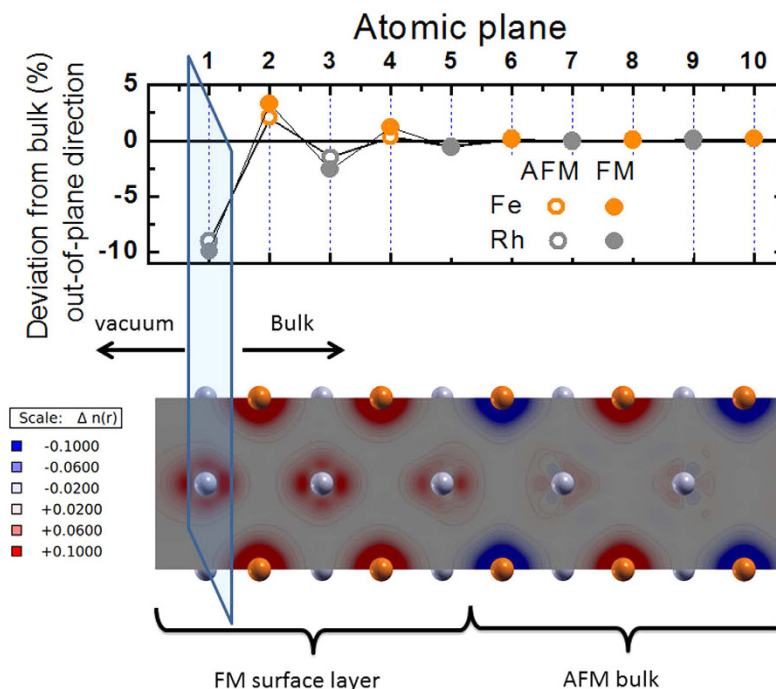 Atomic plane
1 2 3 4 5 6 7 8 9 10
Deviation from bulk (%)
out-of-plane direction
5
0
-5
-10
AFM FM
Fe
Rh
vacuum
Bulk
Scale: Δ n(r)
-0.1000
-0.0600
-0.0200
+0.0200
+0.0600
+0.1000
FM surface layer
AFM bulk